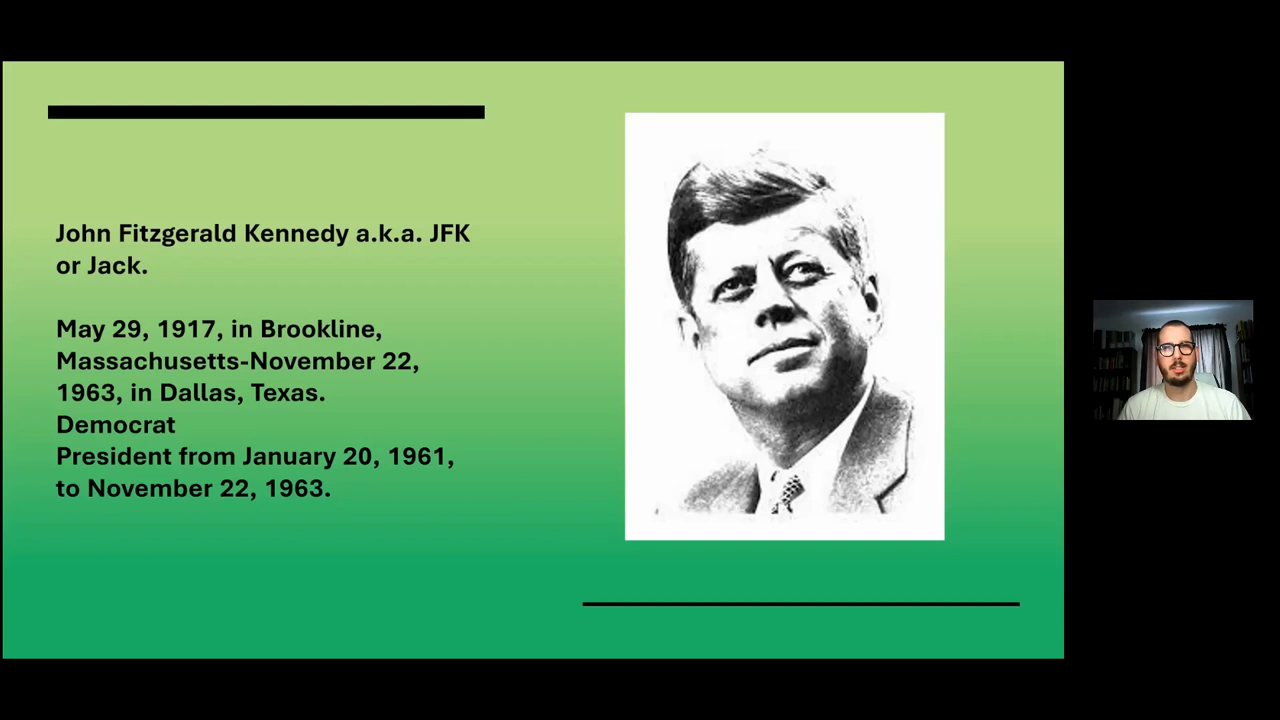 John Fitzgerald Kennedy a.k.a. JFK
or Jack.
May 29, 1917, in Brookline,
Massachusetts-November 22,
1963, in Dallas, Texas.
Democrat
President from January 20, 1961,
to November 22, 1963.